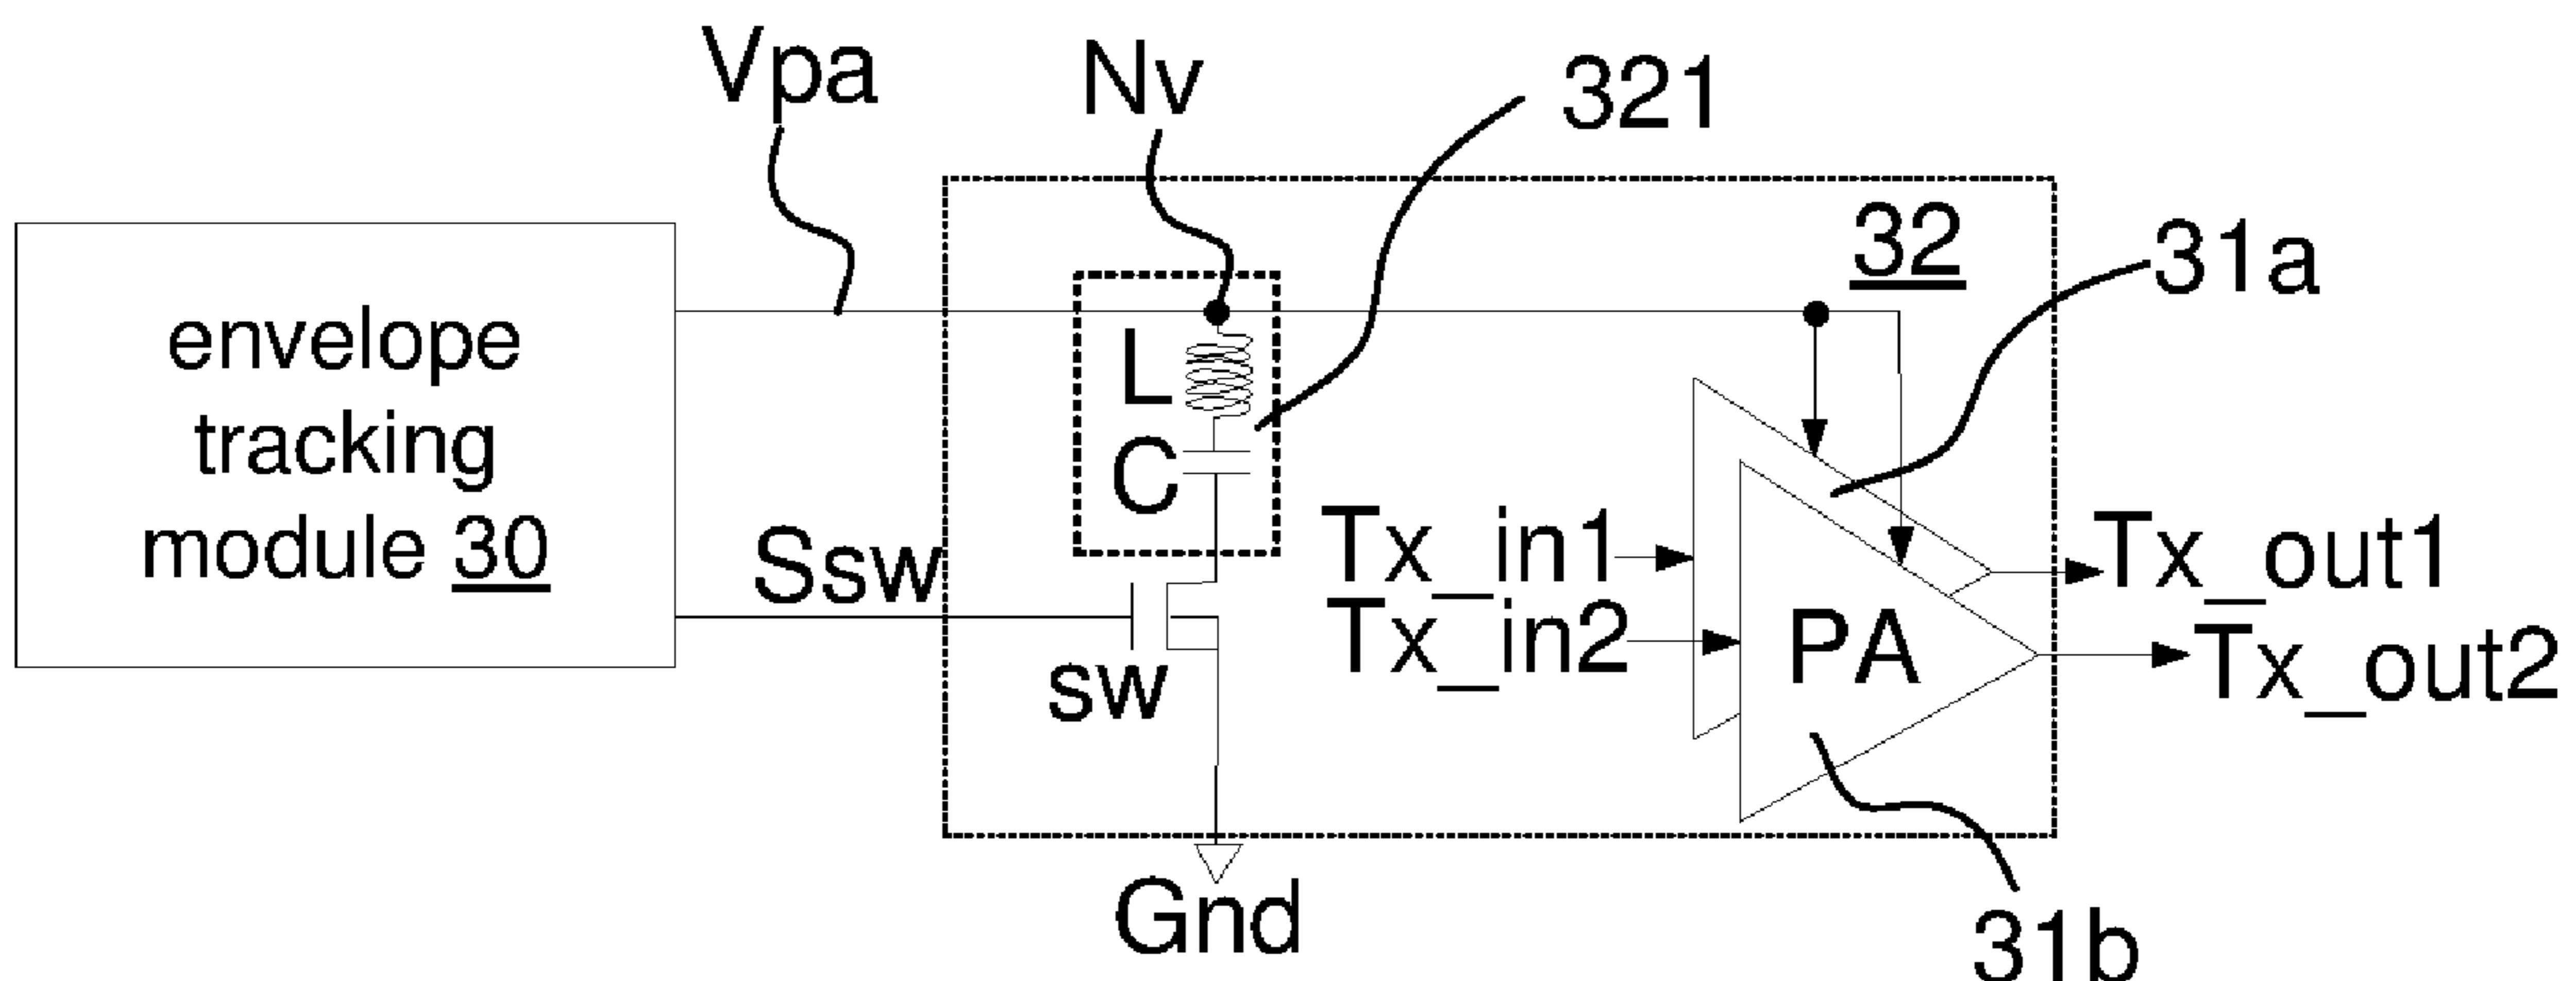 Vpa
Nv
321
32
31a
envelope
tracking
module 30
L
C
Ssw
sw
Tx_in1
Tx_in2
PA
Tx_out1
Tx_out2
Gnd
31b